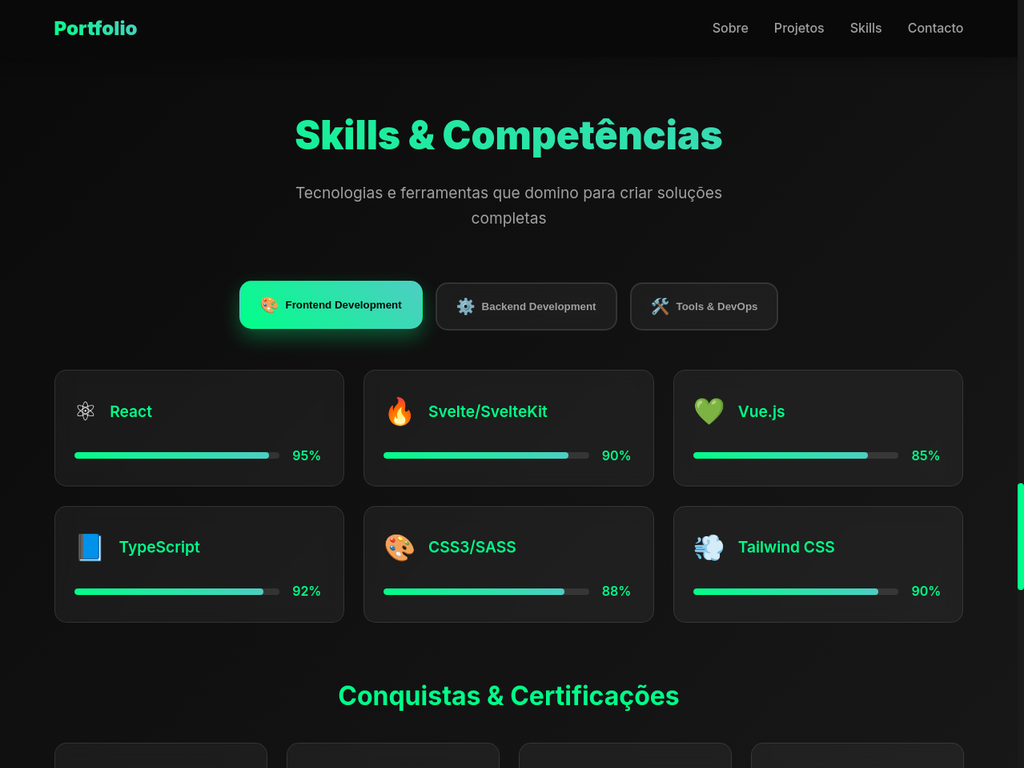 Portfolio
Sobre Projetos Skills Contacto
Skills & Competências
Tecnologias e ferramentas que domino para criar soluções
completas
Frontend Development Backend Development Tools & DevOps
React
95%
Svelte/SvelteKit
90%
Vue.js
85%
TypeScript
92%
CSS3/SASS
88%
Tailwind CSS
90%
Conquistas & Certificações